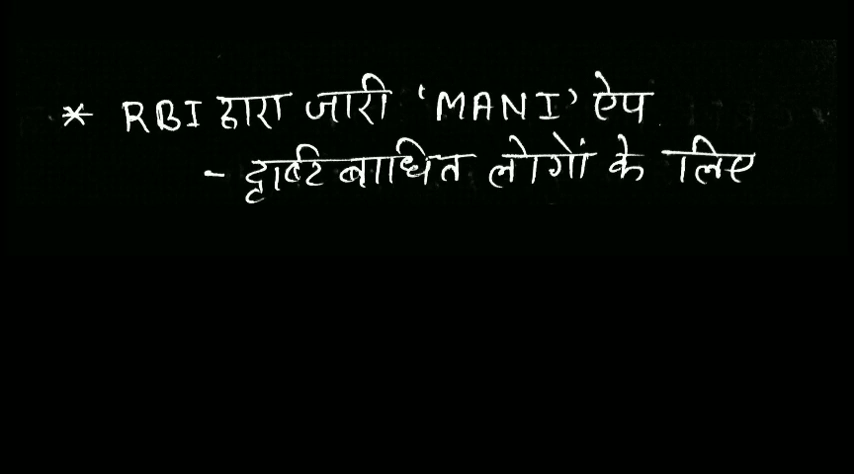 * RBI द्वारा जारी 'MANI' ऐप
- दृष्टि बाधित लोगों के लिए